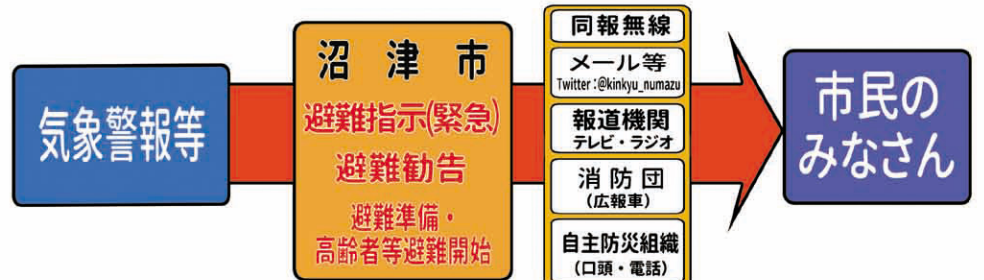 気象警報等
沼津市
避難指示(緊急)
避難勧告
避難準備・
高齢者等避難開始
同報無線
メール等
Twitter:@kinkyu_numazu
報道機関
テレビ・ラジオ
消防団
(広報車)
自主防災組織
(口頭・電話)
市民の
みなさん